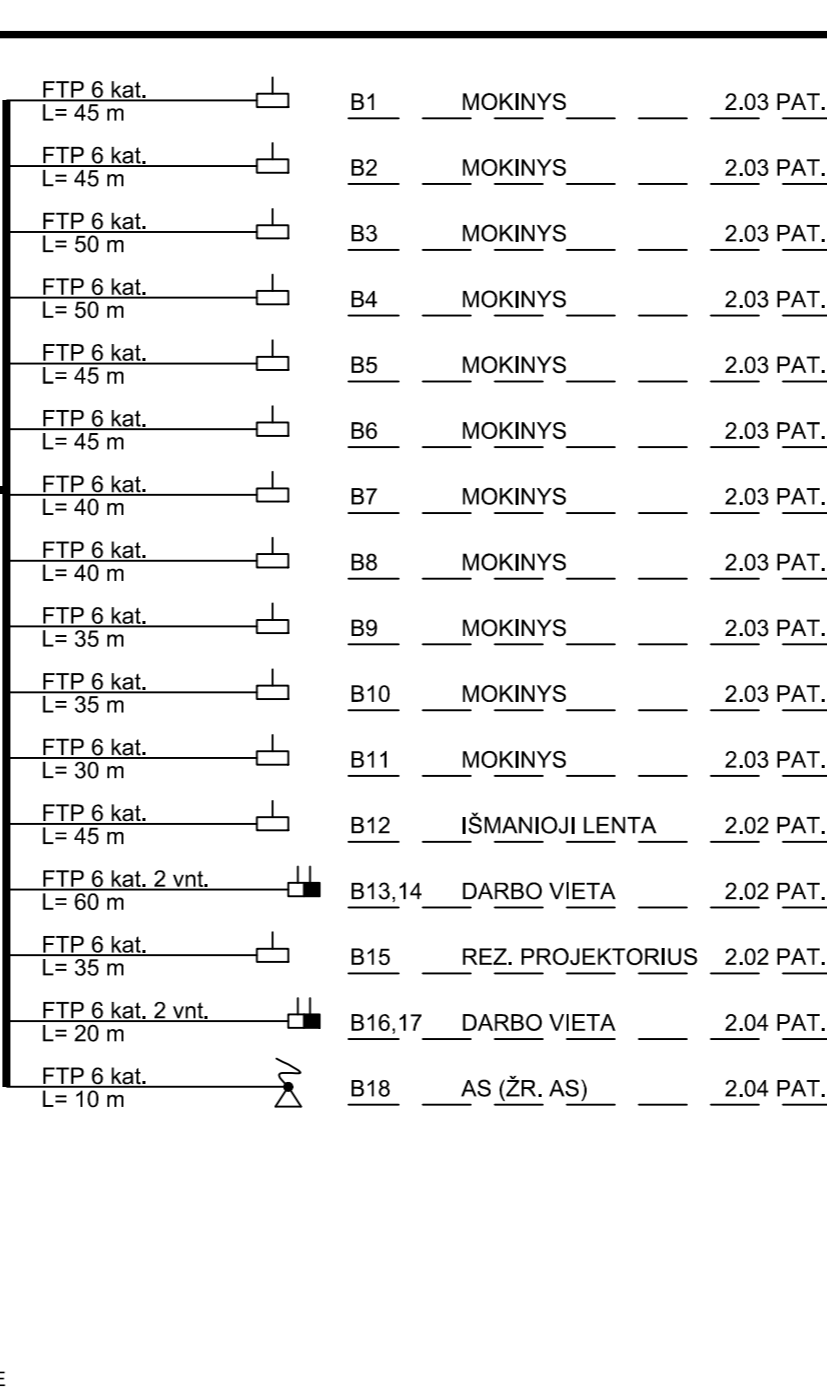 FTP 6 kat.
L= 45 m
B1 MOKINYS 2.03 PAT.
FTP 6 kat.
L= 45 m
B2 MOKINYS 2.03 PAT.
FTP 6 kat.
L= 50 m
B3 MOKINYS 2.03 PAT.
FTP 6 kat.
L= 50 m
B4 MOKINYS 2.03 PAT.
FTP 6 kat.
L= 45 m
B5 MOKINYS 2.03 PAT.
FTP 6 kat.
L= 45 m
B6 MOKINYS 2.03 PAT.
FTP 6 kat.
L= 40 m
B7 MOKINYS 2.03 PAT.
FTP 6 kat.
L= 40 m
B8 MOKINYS 2.03 PAT.
FTP 6 kat.
L= 35 m
B9 MOKINYS 2.03 PAT.
FTP 6 kat.
L= 35 m
B10 MOKINYS 2.03 PAT.
FTP 6 kat.
L= 30 m
B11 MOKINYS 2.03 PAT.
FTP 6 kat.
L= 45 m
B12 IŠMANIOJI LENTA 2.02 PAT.
FTP 6 kat. 2 vnt.
L= 60 m
B13,14 DARBO VIETA 2.02 PAT.
FTP 6 kat.
L= 35 m
B15 REZ. PROJEKTORIUS 2.02 PAT.
FTP 6 kat. 2 vnt.
L= 20 m
B16,17 DARBO VIETA 2.04 PAT.
FTP 6 kat.
L= 10 m
B18 AS (ŽR. AS) 2.04 PAT.